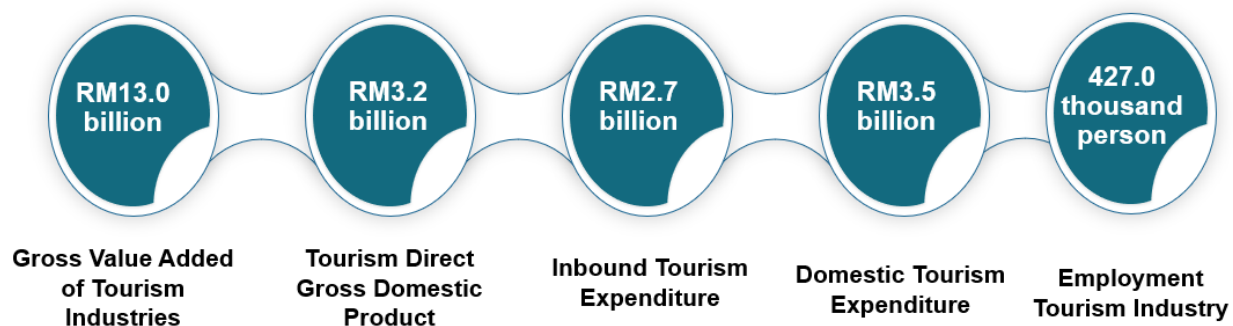 RM13.0
billion
RM3.2
billion
RM2.7
billion
RM3.5
billion
427.0
thousand
person
Gross Value Added
of Tourism
Industries
Tourism Direct
Gross Domestic
Product
Inbound Tourism
Expenditure
Domestic Tourism
Expenditure
Employment
Tourism Industry